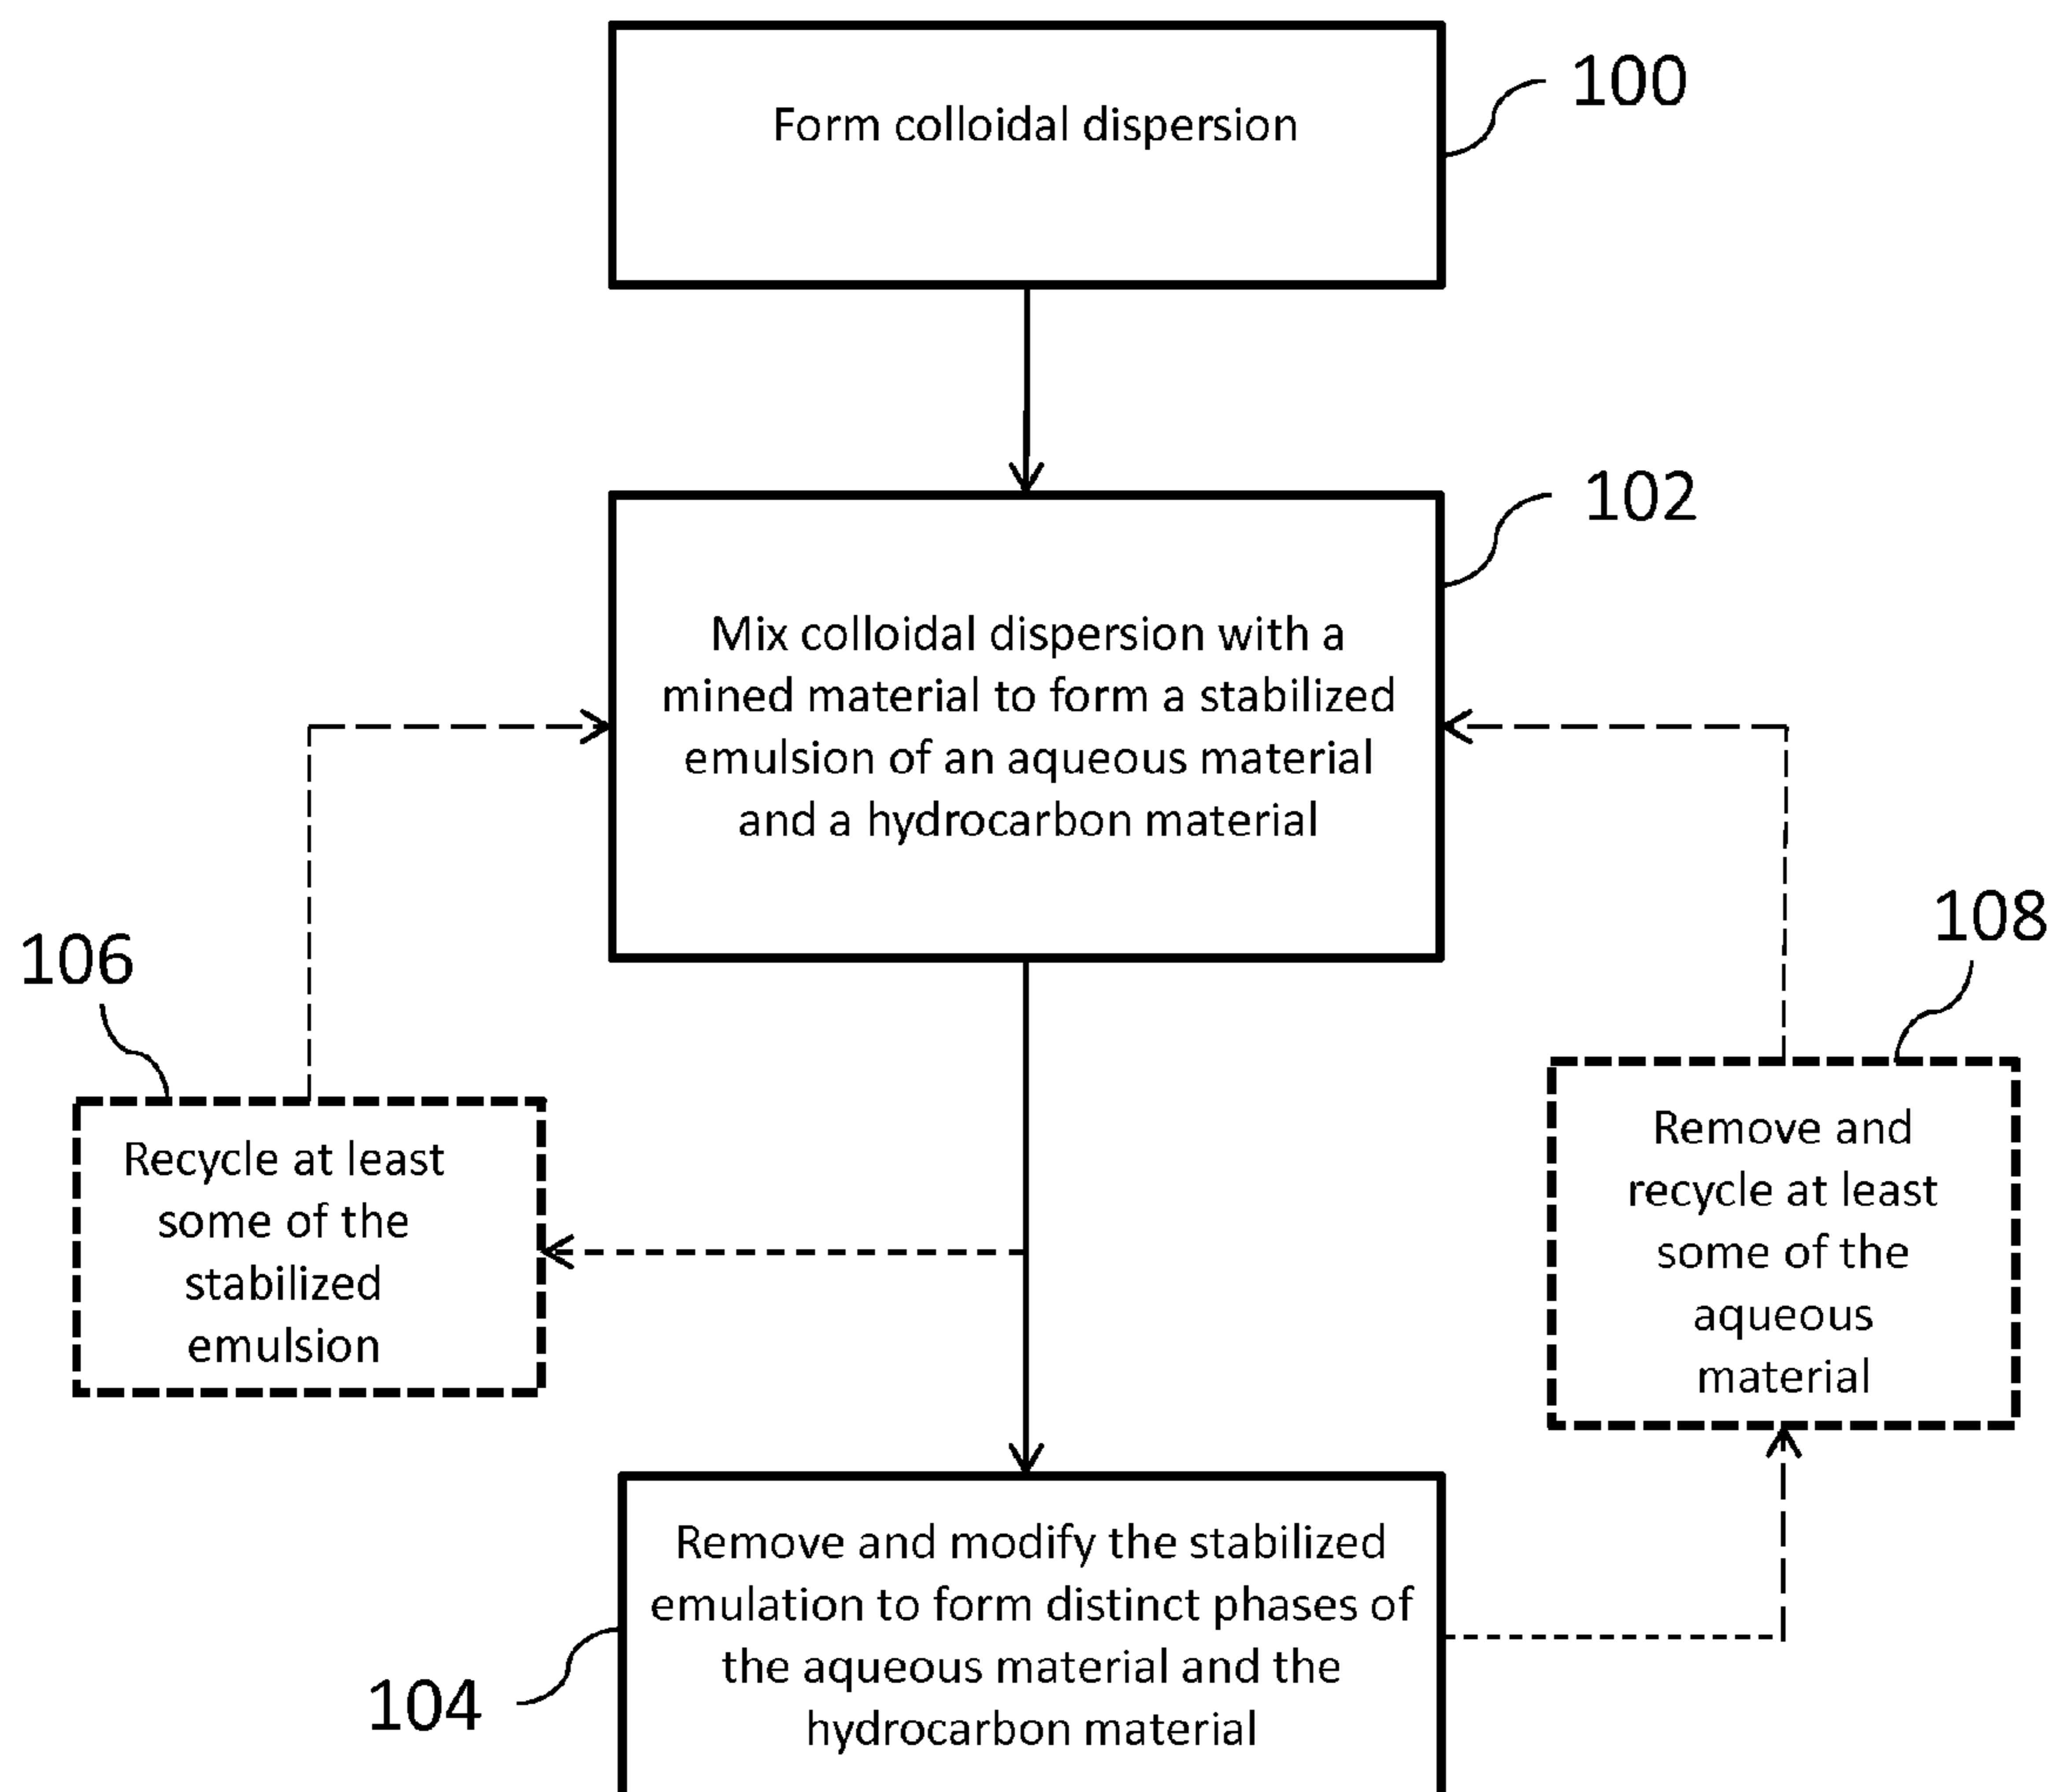 Form colloidal dispersion
100
102
Mix colloidal dispersion with a
mined material to form a stabilized
emulsion of an aqueous material
and a hydrocarbon material
106
108
Recycle at least
some of the
stabilized
emulsion
Remove and
recycle at least
some of the
aqueous
material
Remove and modify the stabilized
emulation to form distinct phases of
the aqueous material and the
hydrocarbon material
104